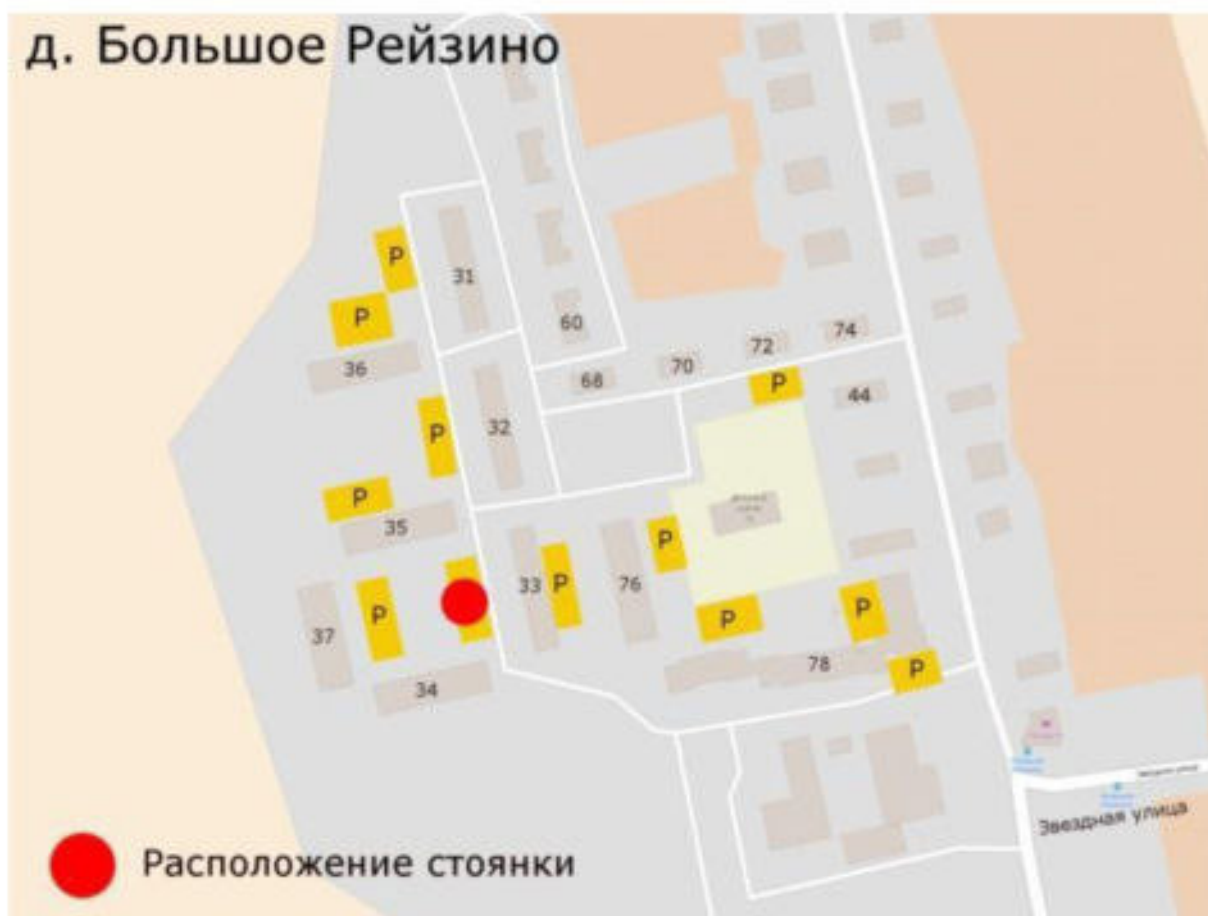 д. Большое Рейзино
P
31
P
60
74
72
36
70
68
P
44
P
32
P
35
P
33
P
76
P
37
P
P
78
P
34
Звездная улица
Расположение стоянки